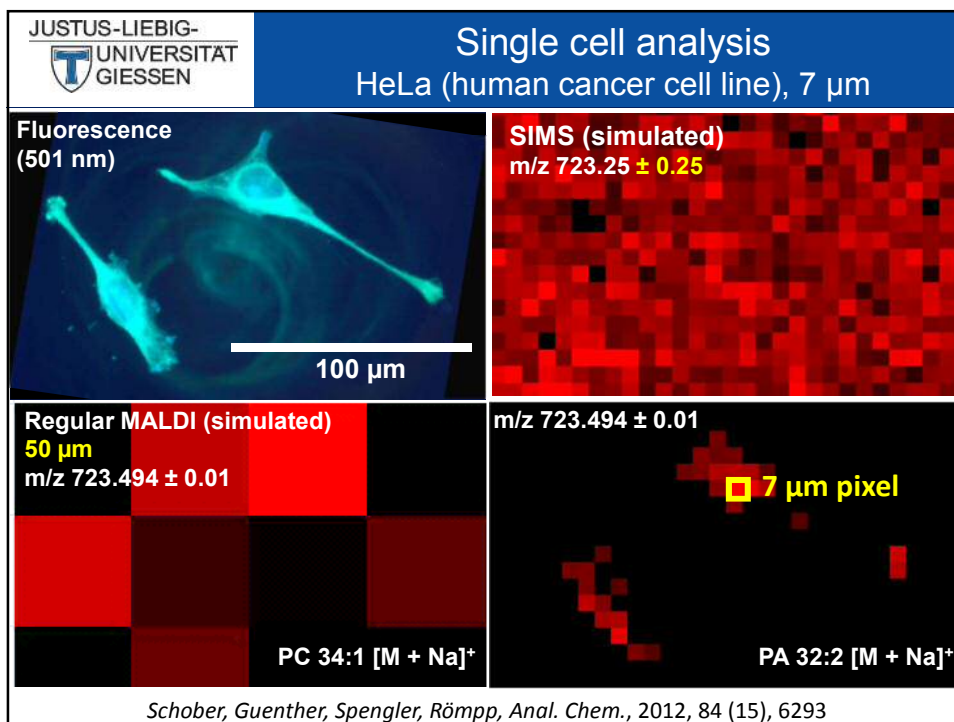 JUSTUS-LIEBIG-
UNIVERSITÄT
GIESSEN
Single cell analysis
HeLa (human cancer cell line), 7 µm
Fluorescence
(501 nm)
100 µm
SIMS (simulated)
m/z 723.25 ± 0.25
Regular MALDI (simulated)
50 µm
m/z 723.494 ± 0.01
PC 34:1 [M + Na]⁺
m/z 723.494 ± 0.01
7 µm pixel
PA 32:2 [M + Na]⁺
Schober, Guenther, Spengler, Römpp, Anal. Chem., 2012, 84 (15), 6293